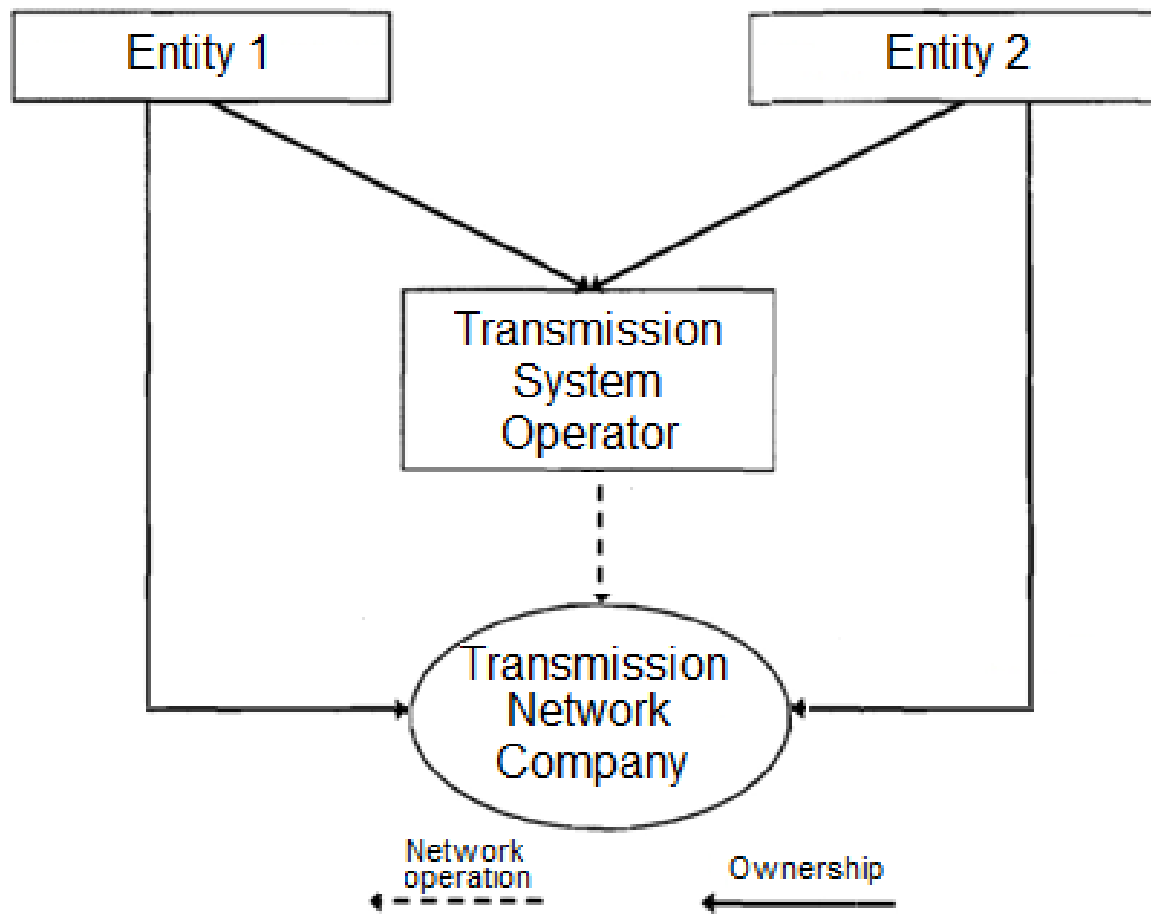 Entity 1
Entity 2
Transmission
System
Operator
Transmission
Network
Company
Network
operation
Ownership